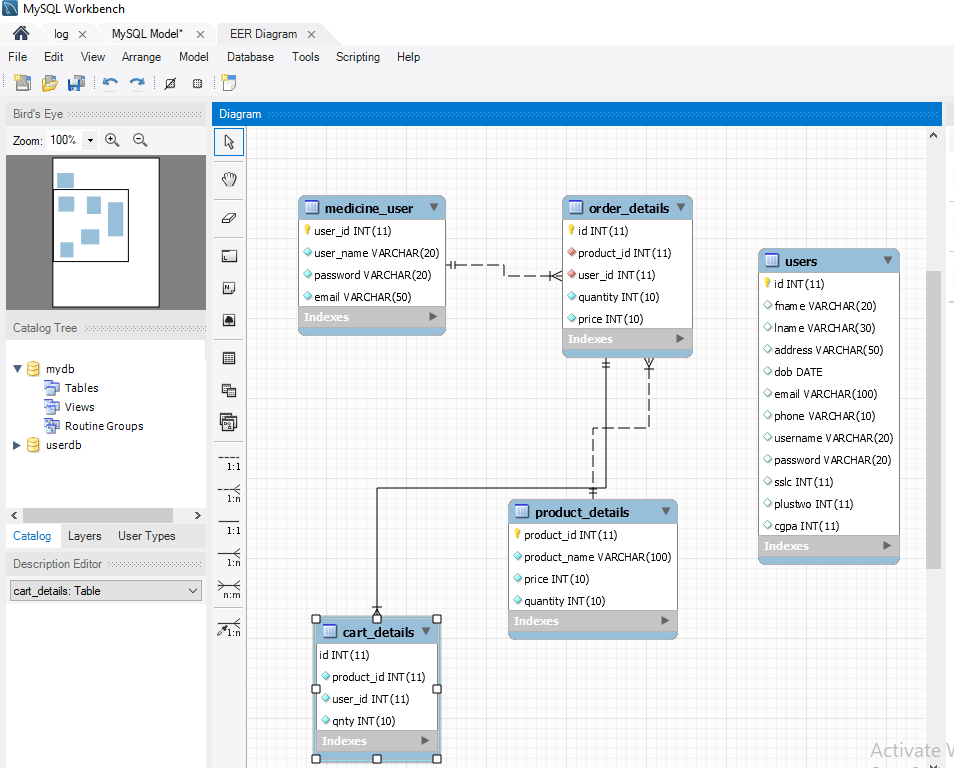 MySQL Workbench
log
MySQL Model*
EER Diagram
File Edit View Arrange Model Database Tools Scripting Help
Bird's Eye
Zoom: 100%
Catalog Tree
mydb
Tables
Views
Routine Groups
userdb
Catalog Layers User Types
Description Editor
cart_details: Table
Diagram
1:1
1:n
1:1
1:n
n:m
1:n
medicine_user
user_id INT(11)
user_name VARCHAR(20)
password VARCHAR(20)
email VARCHAR(50)
Indexes
order_details
id INT(11)
product_id INT(11)
user_id INT(11)
quantity INT(10)
price INT(10)
Indexes
users
id INT(11)
fname VARCHAR(20)
lname VARCHAR(30)
address VARCHAR(50)
dob DATE
email VARCHAR(100)
phone VARCHAR(10)
username VARCHAR(20)
password VARCHAR(20)
sslc INT(11)
plustwo INT(11)
cgpa INT(11)
Indexes
product_details
product_id INT(11)
product_name VARCHAR(100)
price INT(10)
quantity INT(10)
Indexes
cart_details
id INT(11)
product_id INT(11)
user_id INT(11)
qnty INT(10)
Indexes
Activate